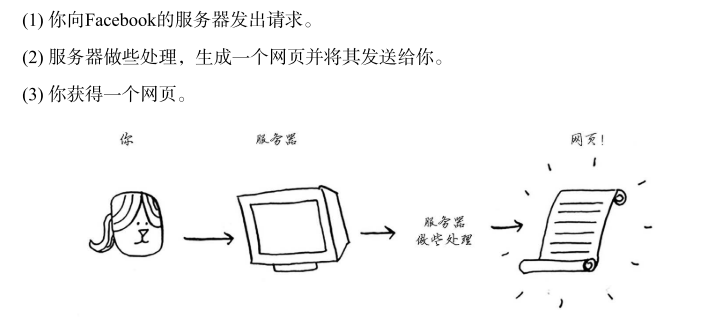 (1) 你向Facebook的服务器发出请求。
(2) 服务器做些处理，生成一个网页并将其发送给你。
(3) 你获得一个网页。
你
服务器
网页！
服务器
做些处理